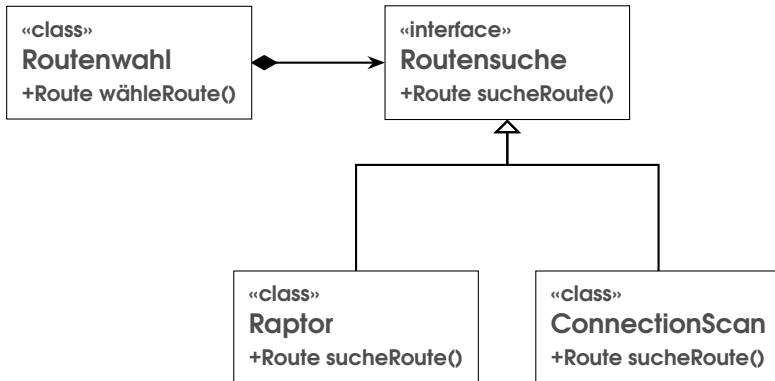 «class»
Routenwahl
+Route wähleRoute()
«interface»
Routensuche
+Route sucheRoute()
«class»
Raptor
+Route sucheRoute()
«class»
ConnectionScan
+Route sucheRoute()